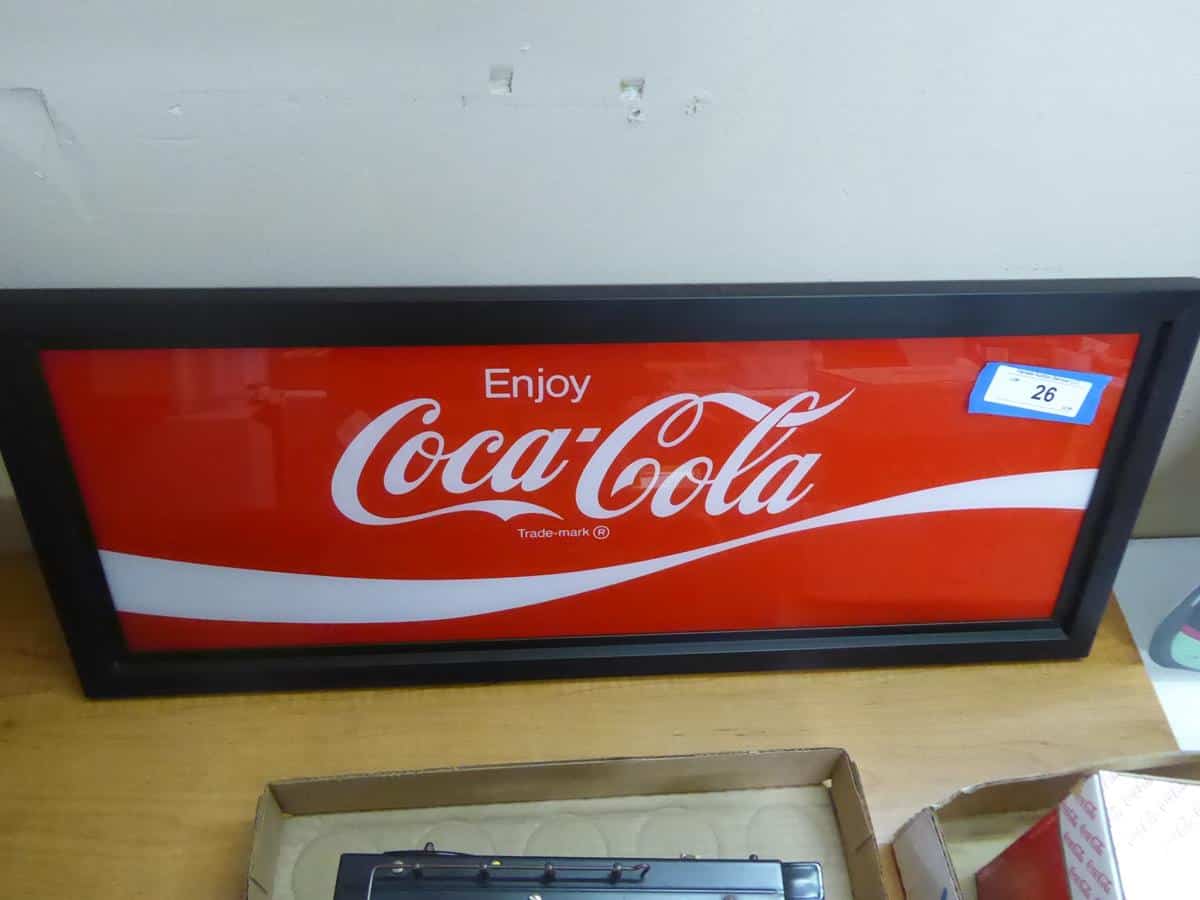 Enjoy
Coca-Cola
Trade-mark ®
26